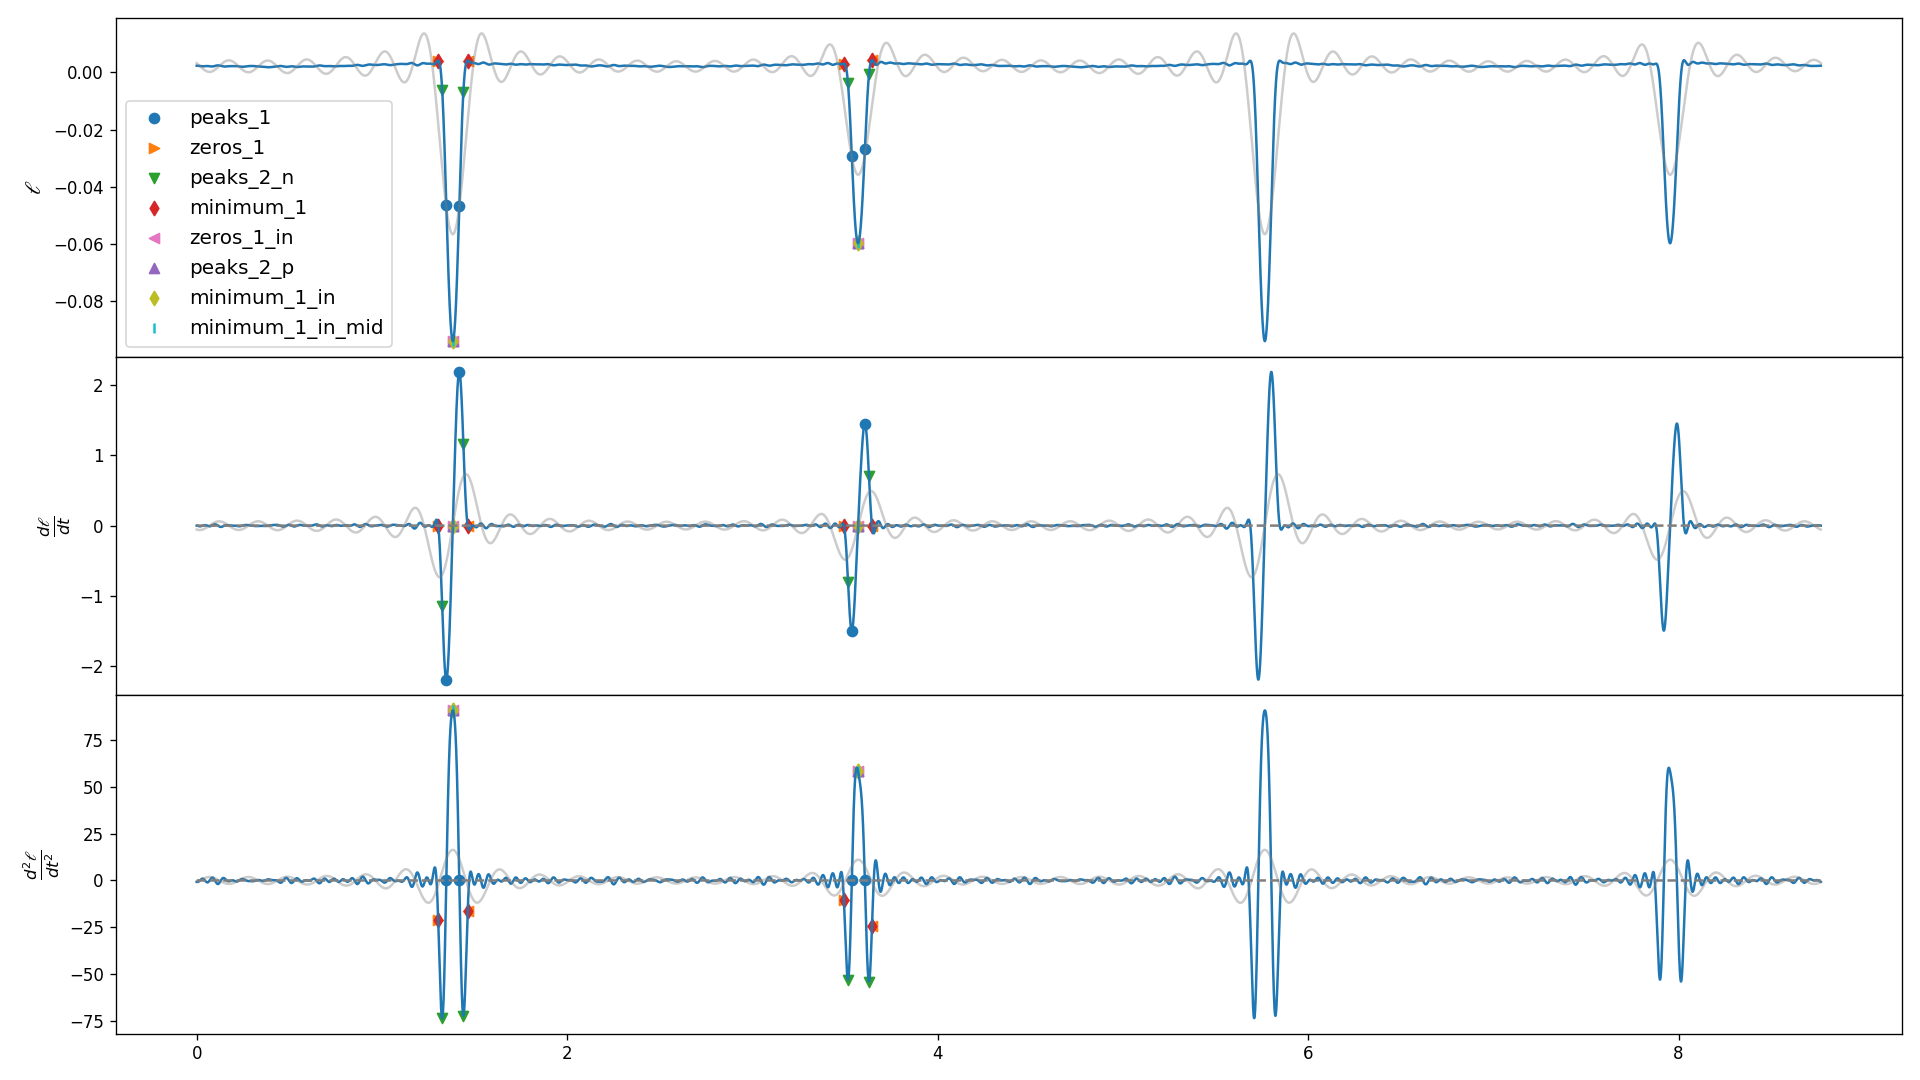 0.00
−0.02
−0.04
−0.06
−0.08
ℓ
peaks_1
zeros_1
peaks_2_n
minimum_1
zeros_1_in
peaks_2_p
minimum_1_in
minimum_1_in_mid
2
1
0
−1
−2
dℓ/dt
75
50
25
0
−25
−50
−75
d²ℓ/dt²
0 2 4 6 8